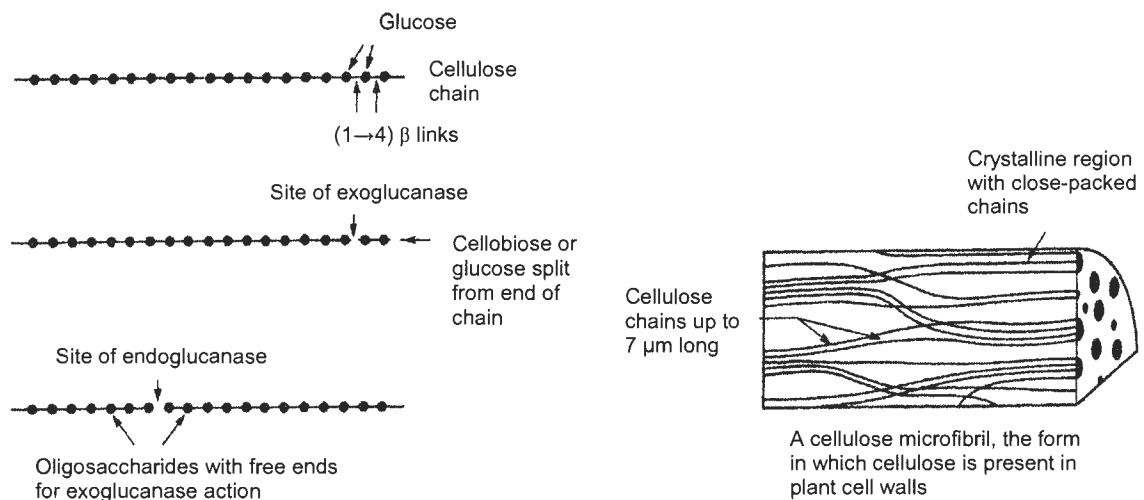 Glucose
Cellulose
chain
(1→4) β links
Site of exoglucanase
Cellobiose or
glucose split
from end of
chain
Site of endoglucanase
Oligosaccharides with free ends
for exoglucanase action
Crystalline region
with close-packed
chains
Cellulose
chains up to
7 μm long
A cellulose microfibril, the form
in which cellulose is present in
plant cell walls